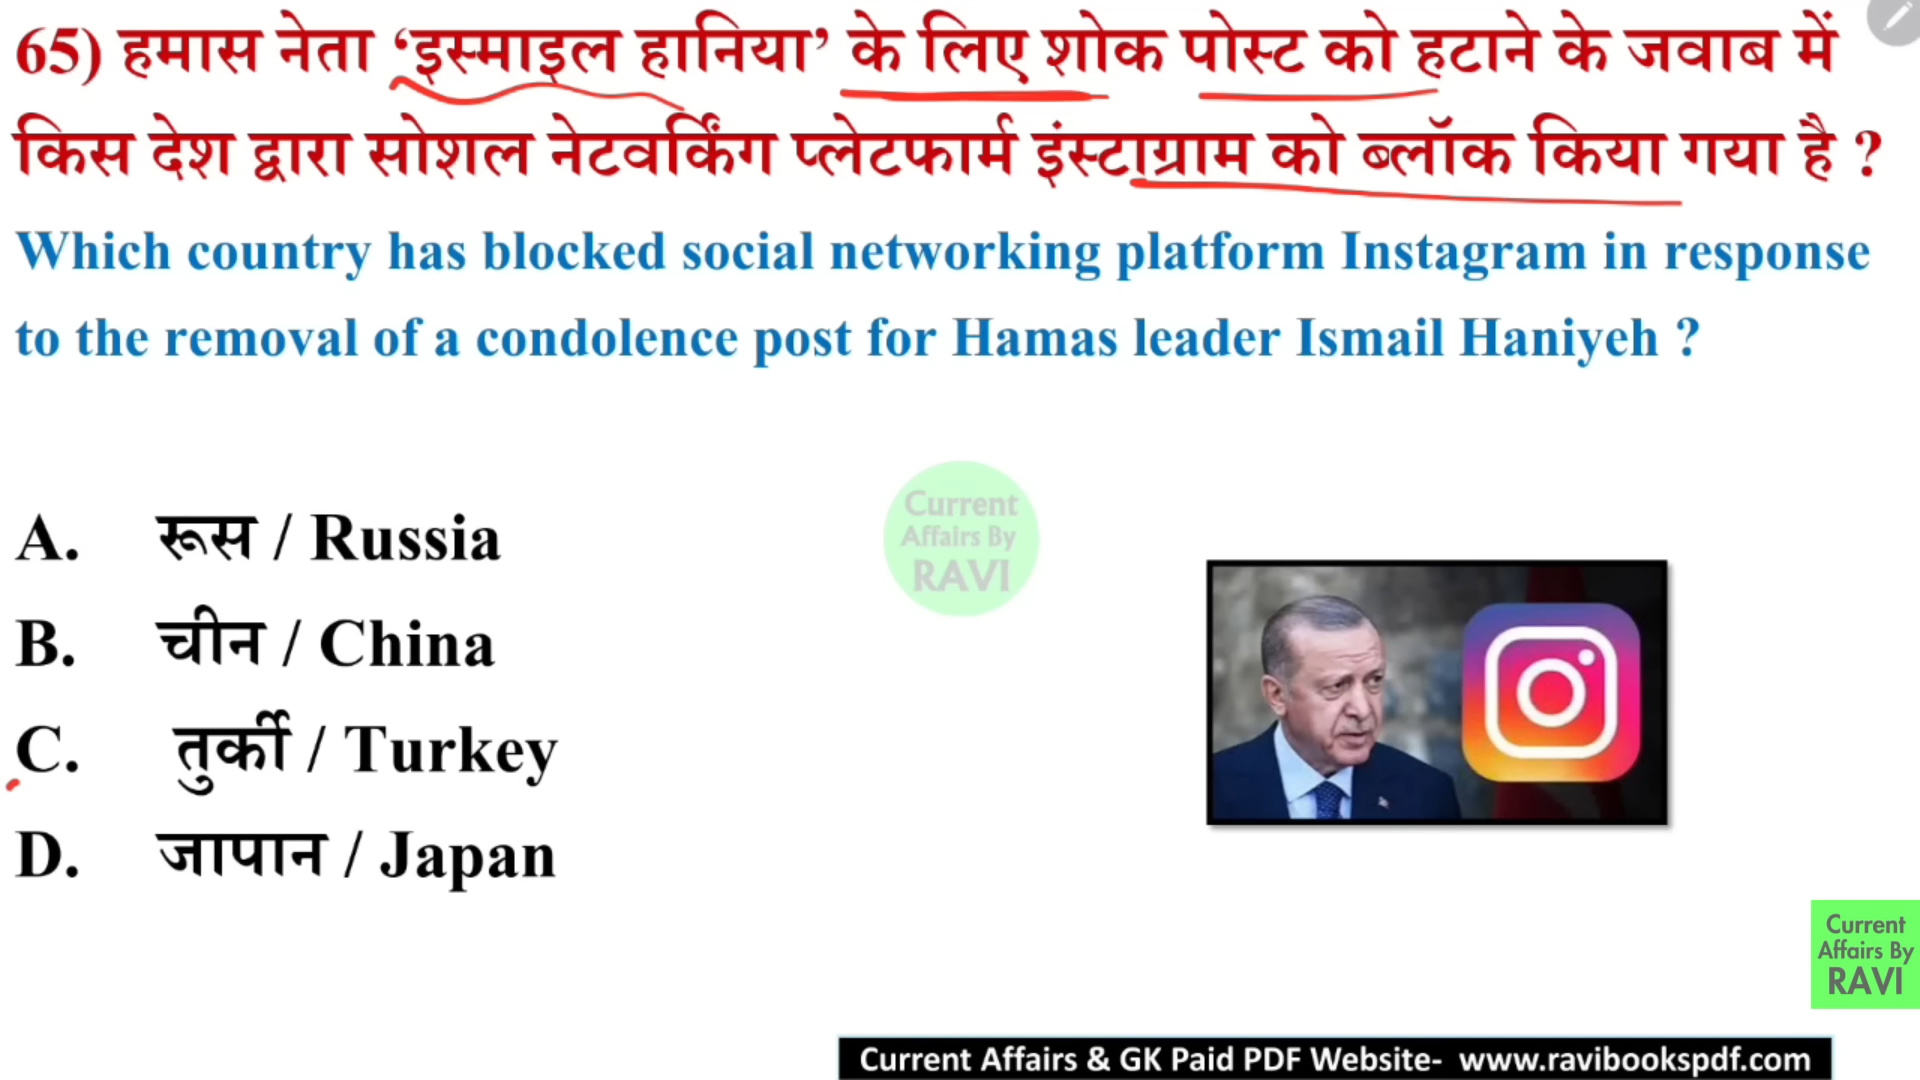 65) हमास नेता ‘इस्माइल हानिया’ के लिए शोक पोस्ट को हटाने के जवाब में
किस देश द्वारा सोशल नेटवर्किंग प्लेटफार्म इंस्टाग्राम को ब्लॉक किया गया है ?
Which country has blocked social networking platform Instagram in response
to the removal of a condolence post for Hamas leader Ismail Haniyeh ?
A. रूस / Russia
B. चीन / China
C. तुर्की / Turkey
D. जापान / Japan
Current
Affairs By
RAVI
Current
Affairs By
RAVI
Current Affairs & GK Paid PDF Website- www.ravibookspdf.com